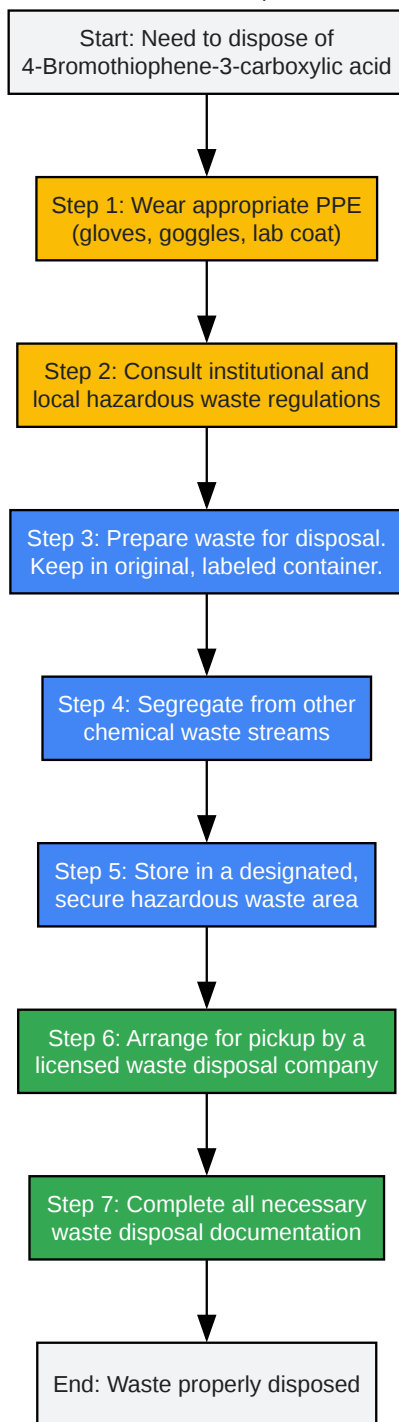 Start: Need to dispose of
4-Bromothiophene-3-carboxylic acid
Step 1: Wear appropriate PPE
(gloves, goggles, lab coat)
Step 2: Consult institutional and
local hazardous waste regulations
Step 3: Prepare waste for disposal.
Keep in original, labeled container.
Step 4: Segregate from other
chemical waste streams
Step 5: Store in a designated,
secure hazardous waste area
Step 6: Arrange for pickup by a
licensed waste disposal company
Step 7: Complete all necessary
waste disposal documentation
End: Waste properly disposed